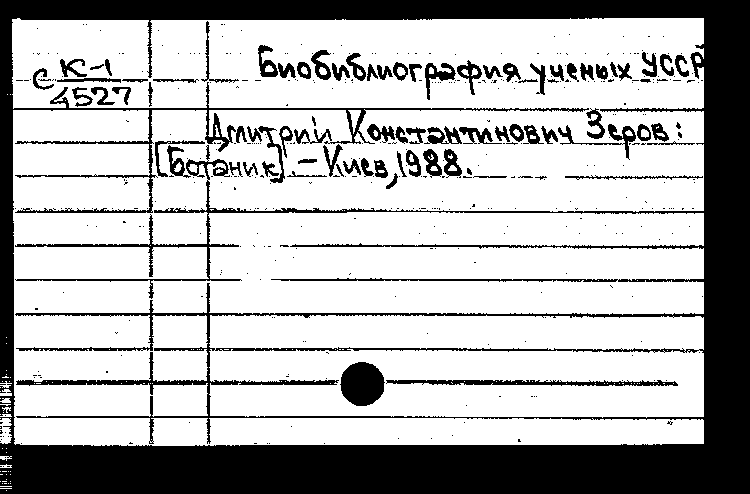 с К-1
4527
Биобиблиография ученых УССР
Дмитрий Константинович Зеров:
[Ботаник]. – Киев, 1988.